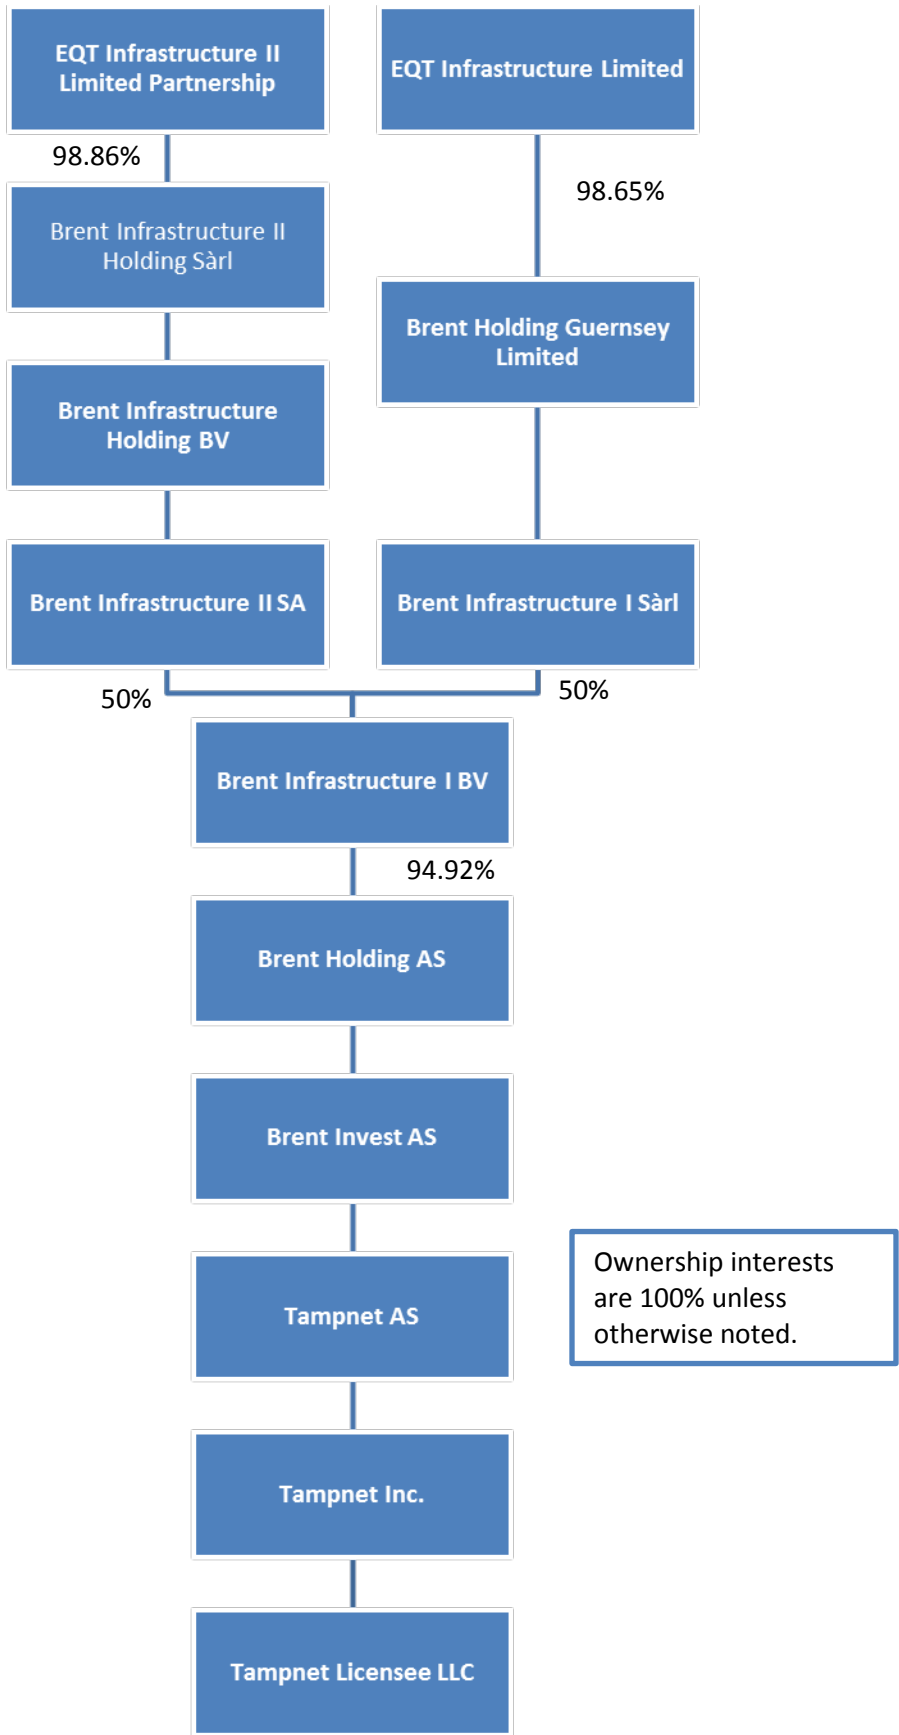 EQT Infrastructure II
Limited Partnership
EQT Infrastructure Limited
98.86%
98.65%
Brent Infrastructure II
Holding Sàrl
Brent Holding Guernsey
Limited
Brent Infrastructure
Holding BV
Brent Infrastructure II SA
Brent Infrastructure I Sàrl
50%
50%
Brent Infrastructure I BV
94.92%
Brent Holding AS
Brent Invest AS
Tampnet AS
Ownership interests
are 100% unless
otherwise noted.
Tampnet Inc.
Tampnet Licensee LLC